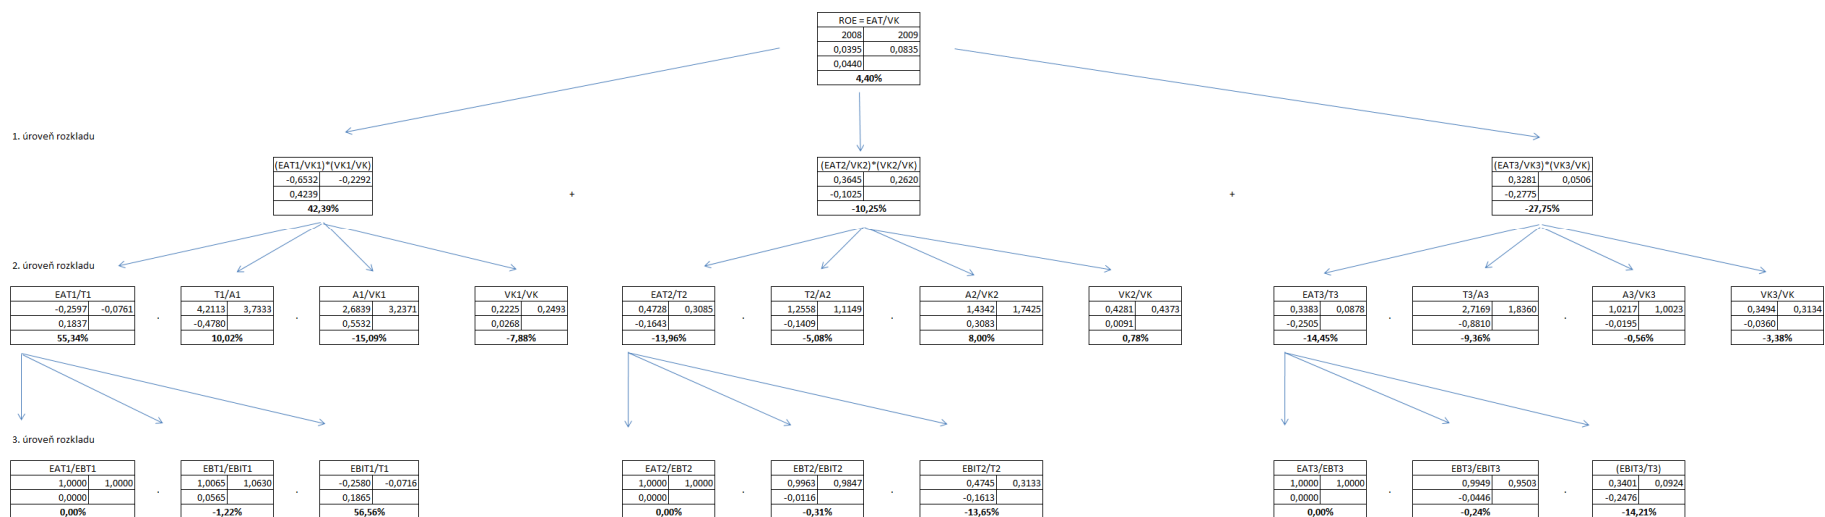 ROE = EAT/VK
2008 2009
0,0395 0,0835
0,0440
4,40%
1. úroveň rozkladu
(EAT1/VK1)*(VK1/VK) (EAT2/VK2)*(VK2/VK) (EAT3/VK3)*(VK3/VK)
-0,6532 -0,2292 0,3645 0,2620 0,3281 0,0506
0,4239 + -0,1025 + -0,2775
42,39% -10,25% -27,75%
2. úroveň rozkladu
EAT1/T1 T1/A1 A1/VK1 VK1/VK EAT2/T2 T2/A2 A2/VK2 VK2/VK EAT3/T3 T3/A3 A3/VK3 VK3/VK
-0,2597 -0,0761 4,2113 3,7333 2,6839 3,2371 0,2225 0,2493 0,4728 0,3085 1,2558 1,1149 1,4342 1,7425 0,4281 0,4373 0,3383 0,0878 2,7169 1,8360 1,0217 1,0023 0,3494 0,3134
0,1837 . -0,4780 . 0,5532 0,0268 -0,1643 . -0,1409 . 0,3083 0,0091 -0,2505 . -0,8810 . -0,0195 . -0,0360
55,34% 10,02% -15,09% -7,88% -13,96% -5,08% 8,00% 0,78% -14,45% -9,36% -0,56% -3,38%
3. úroveň rozkladu
EAT1/EBT1 EBT1/EBIT1 EBIT1/T1 EAT2/EBT2 EBT2/EBIT2 EBIT2/T2 EAT3/EBT3 EBT3/EBIT3 (EBIT3/T3)
1,0000 1,0000 1,0065 1,0630 -0,2580 -0,0716 1,0000 1,0000 0,9963 0,9847 0,4745 0,3133 1,0000 1,0000 0,9949 0,9503 0,3401 0,0924
0,0000 . 0,0565 . 0,1865 0,0000 . -0,0116 . -0,1613 0,0000 . -0,0446 . -0,2476
0,00% -1,22% 56,56% 0,00% -0,31% -13,65% 0,00% -0,24% -14,21%